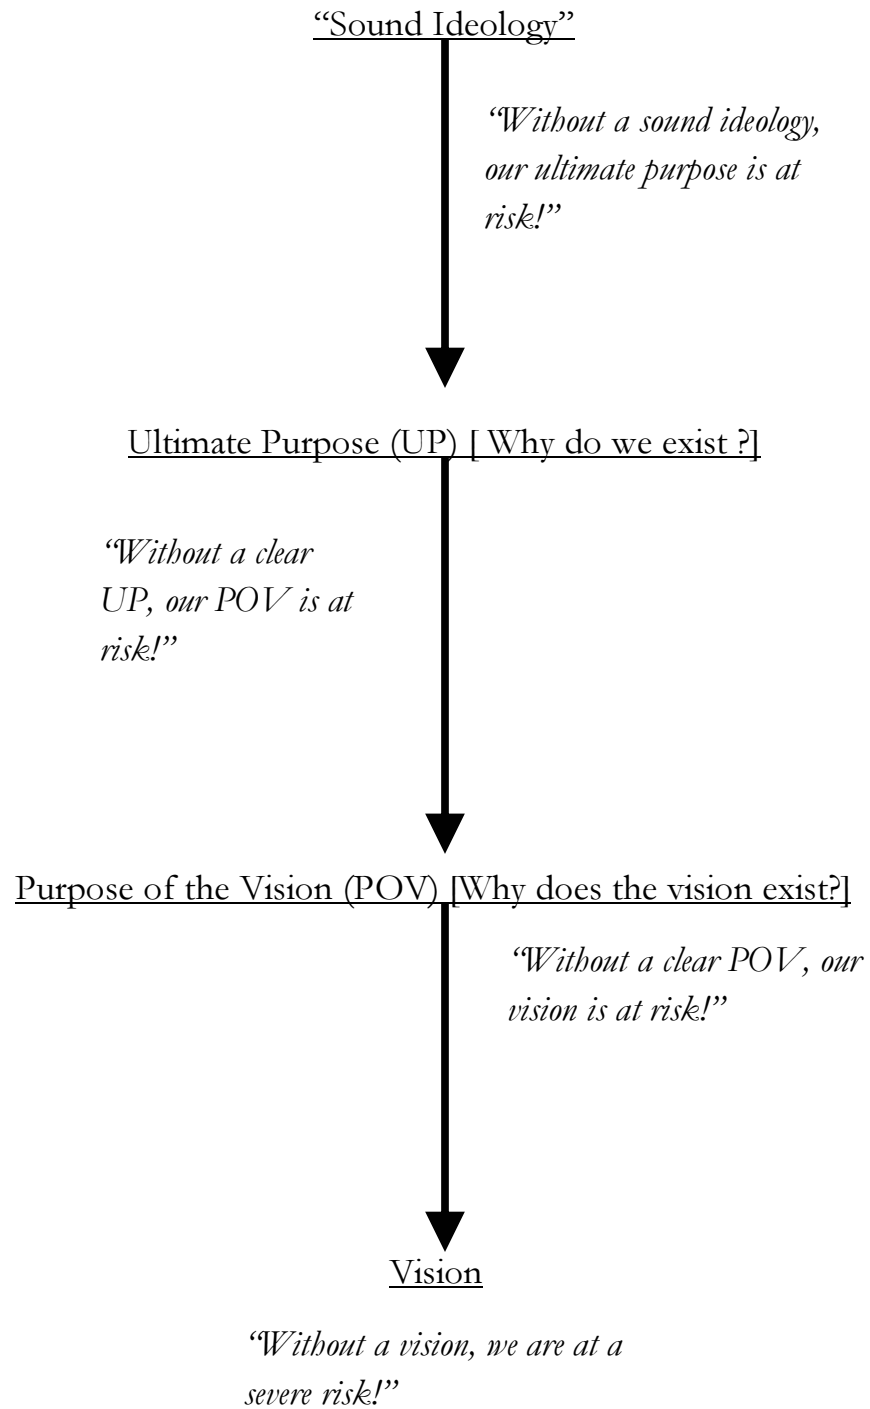 “Sound Ideology”
“Without a sound ideology,
our ultimate purpose is at
risk!”
Ultimate Purpose (UP) [ Why do we exist ?]
“Without a clear
UP, our POV is at
risk!”
Purpose of the Vision (POV) [Why does the vision exist?]
“Without a clear POV, our
vision is at risk!”
Vision
“Without a vision, we are at a
severe risk!”